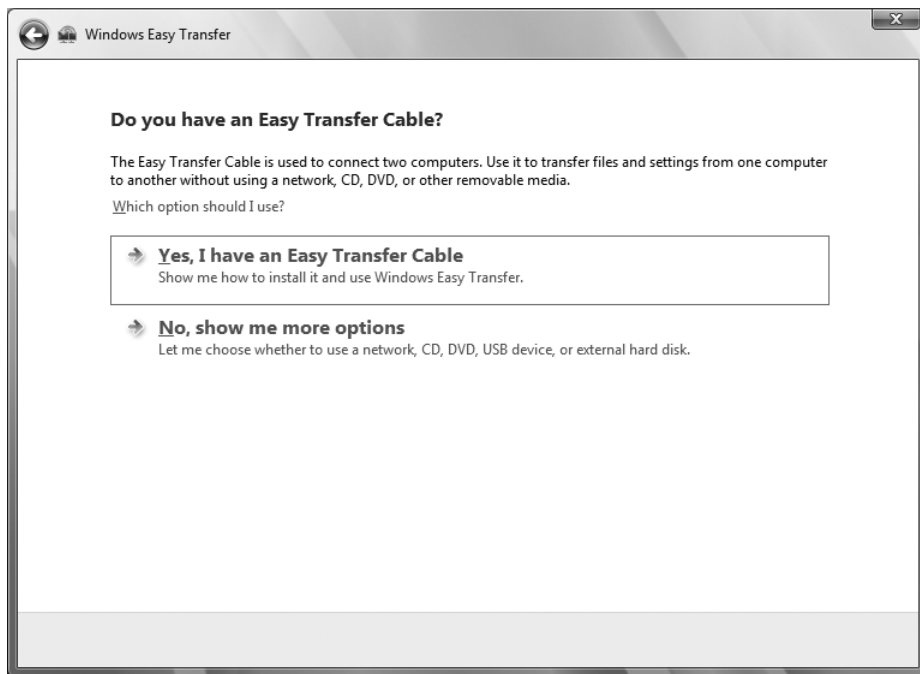 Windows Easy Transfer
X
Do you have an Easy Transfer Cable?
The Easy Transfer Cable is used to connect two computers. Use it to transfer files and settings from one computer
to another without using a network, CD, DVD, or other removable media.
Which option should I use?
Yes, I have an Easy Transfer Cable
Show me how to install it and use Windows Easy Transfer.
No, show me more options
Let me choose whether to use a network, CD, DVD, USB device, or external hard disk.